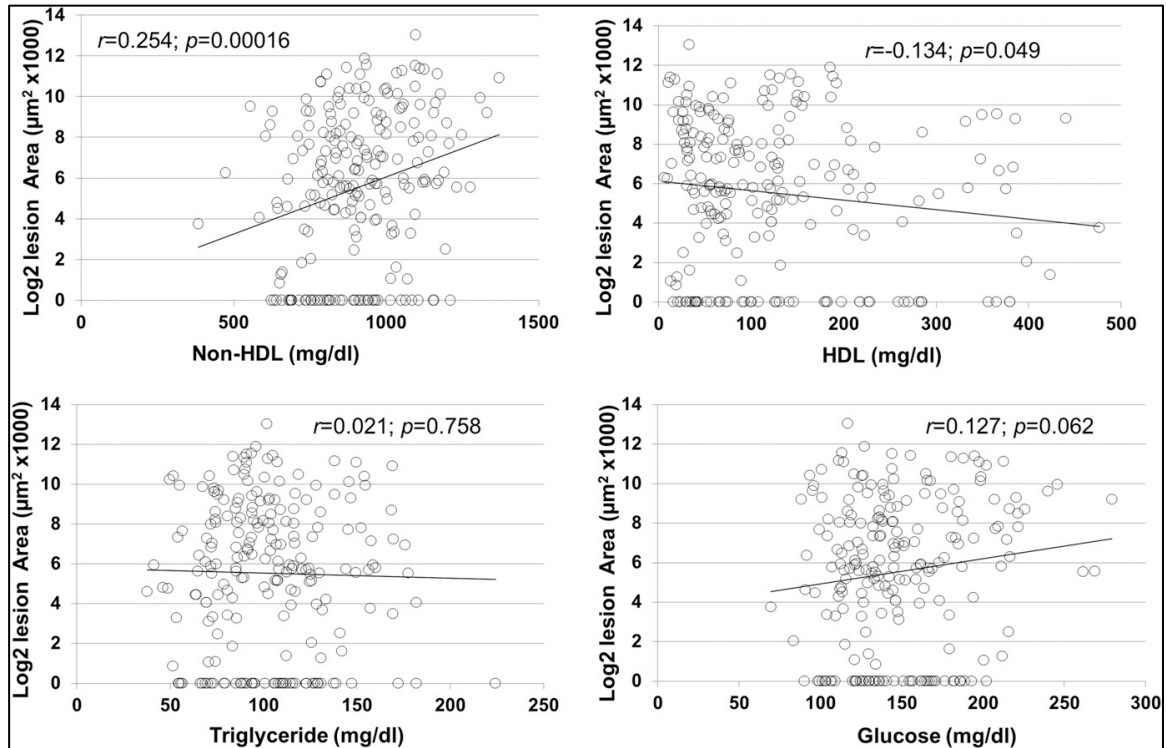 14
12
10
8
6
4
2
0
Log2 lesion Area (µm² x1000)
r=0.254; p=0.00016
0 500 1000 1500
Non-HDL (mg/dl)
14
12
10
8
6
4
2
0
Log2 lesion Area (µm² x1000)
r=-0.134; p=0.049
0 100 200 300 400 500
HDL (mg/dl)
14
12
10
8
6
4
2
0
Log2 lesion Area (µm² x1000)
r=0.021; p=0.758
0 50 100 150 200 250
Triglyceride (mg/dl)
14
12
10
8
6
4
2
0
Log2 lesion Area (µm² x1000)
r=0.127; p=0.062
0 50 100 150 200 250 300
Glucose (mg/dl)